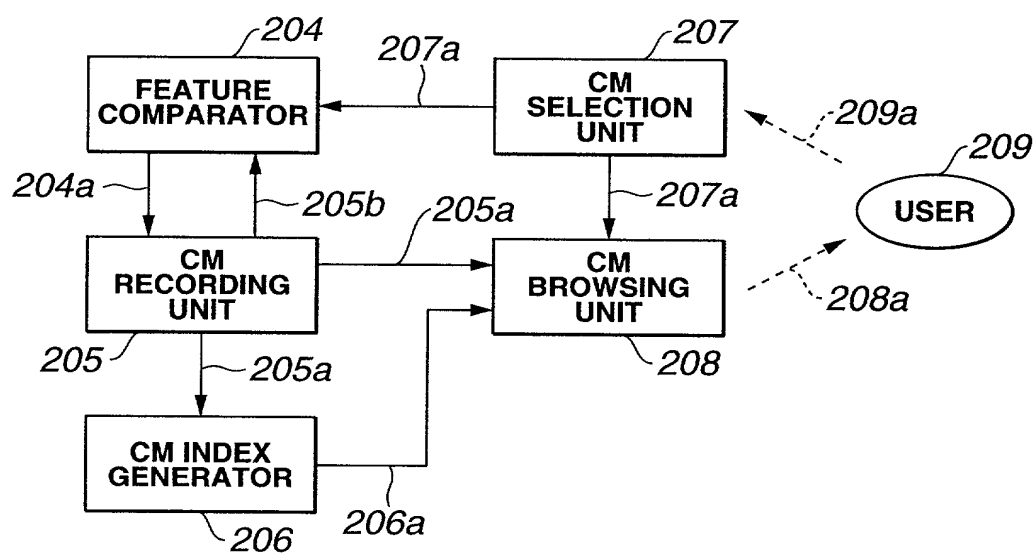 204
207a
207
FEATURE
COMPARATOR
CM
SELECTION
UNIT
209a
209
204a
205b
205a
207a
USER
CM
RECORDING
UNIT
CM
BROWSING
UNIT
208a
205
205a
208
CM INDEX
GENERATOR
206
206a